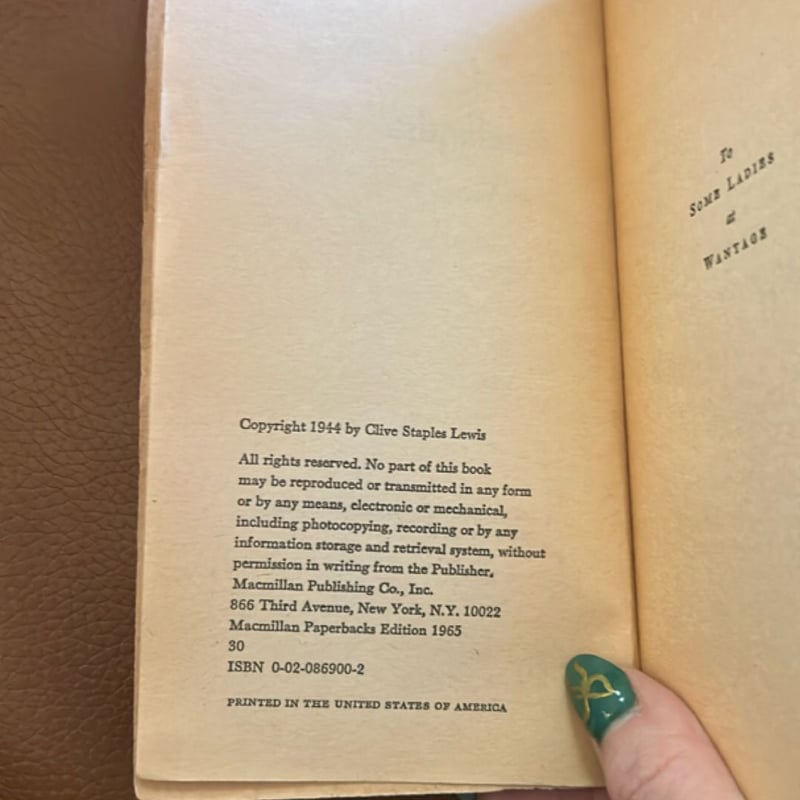 Copyright 1944 by Clive Staples Lewis
All rights reserved. No part of this book
may be reproduced or transmitted in any form
or by any means, electronic or mechanical,
including photocopying, recording or by any
information storage and retrieval system, without
permission in writing from the Publisher.
Macmillan Publishing Co., Inc.
866 Third Avenue, New York, N.Y. 10022
Macmillan Paperbacks Edition 1965
30
ISBN 0-02-086900-2
PRINTED IN THE UNITED STATES OF AMERICA
To
SOME LADIES
at
WANTAGE